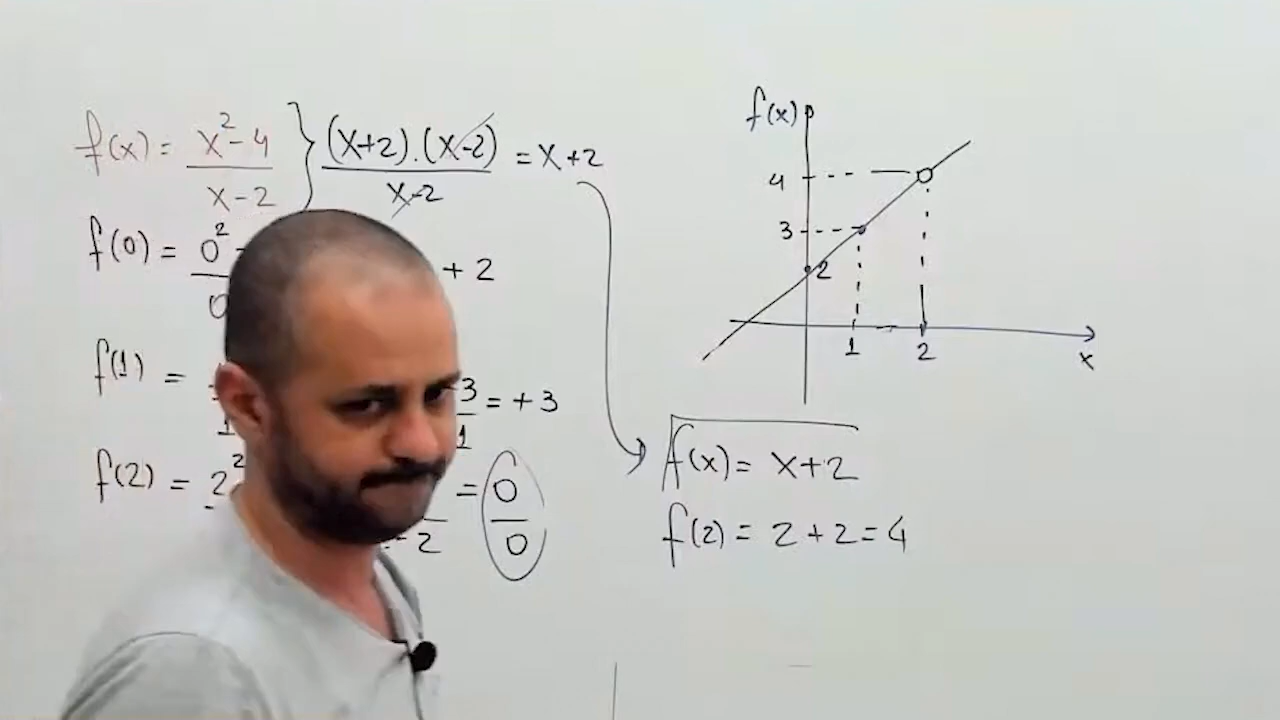 f(x) = x² - 4 / x - 2 } (x+2).(x-2) / x-2 = x+2
f(0) = 0² + 2
0
f(1) = 3 / 1 = + 3
1
f(2) = 2² - 2 = 0 / 0
f(x)
4
3
2
1 2
x
f(x) = x+2
f(2) = 2 + 2 = 4